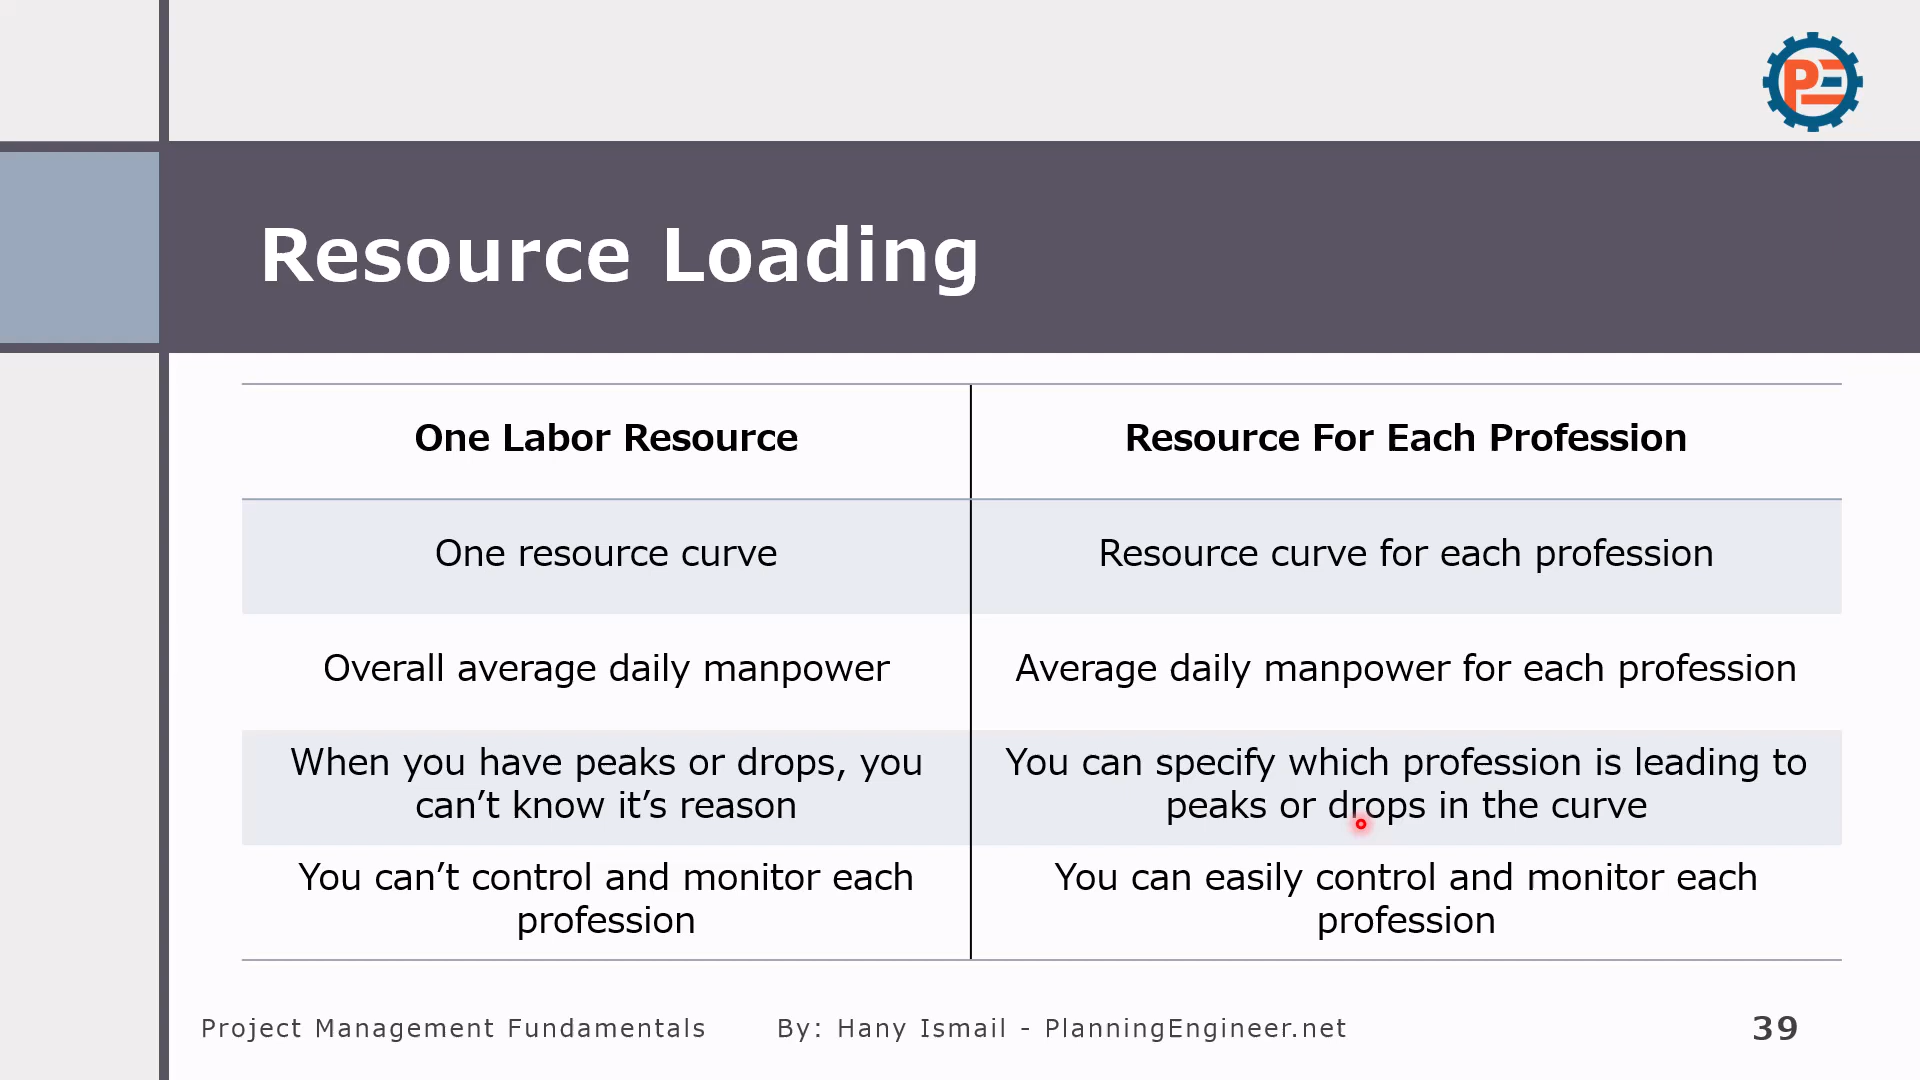 PE
Resource Loading
One Labor Resource
Resource For Each Profession
One resource curve
Resource curve for each profession
Overall average daily manpower
Average daily manpower for each profession
When you have peaks or drops, you
can’t know it’s reason
You can specify which profession is leading to
peaks or drops in the curve
You can’t control and monitor each
profession
You can easily control and monitor each
profession
Project Management Fundamentals
By: Hany Ismail - PlanningEngineer.net
39